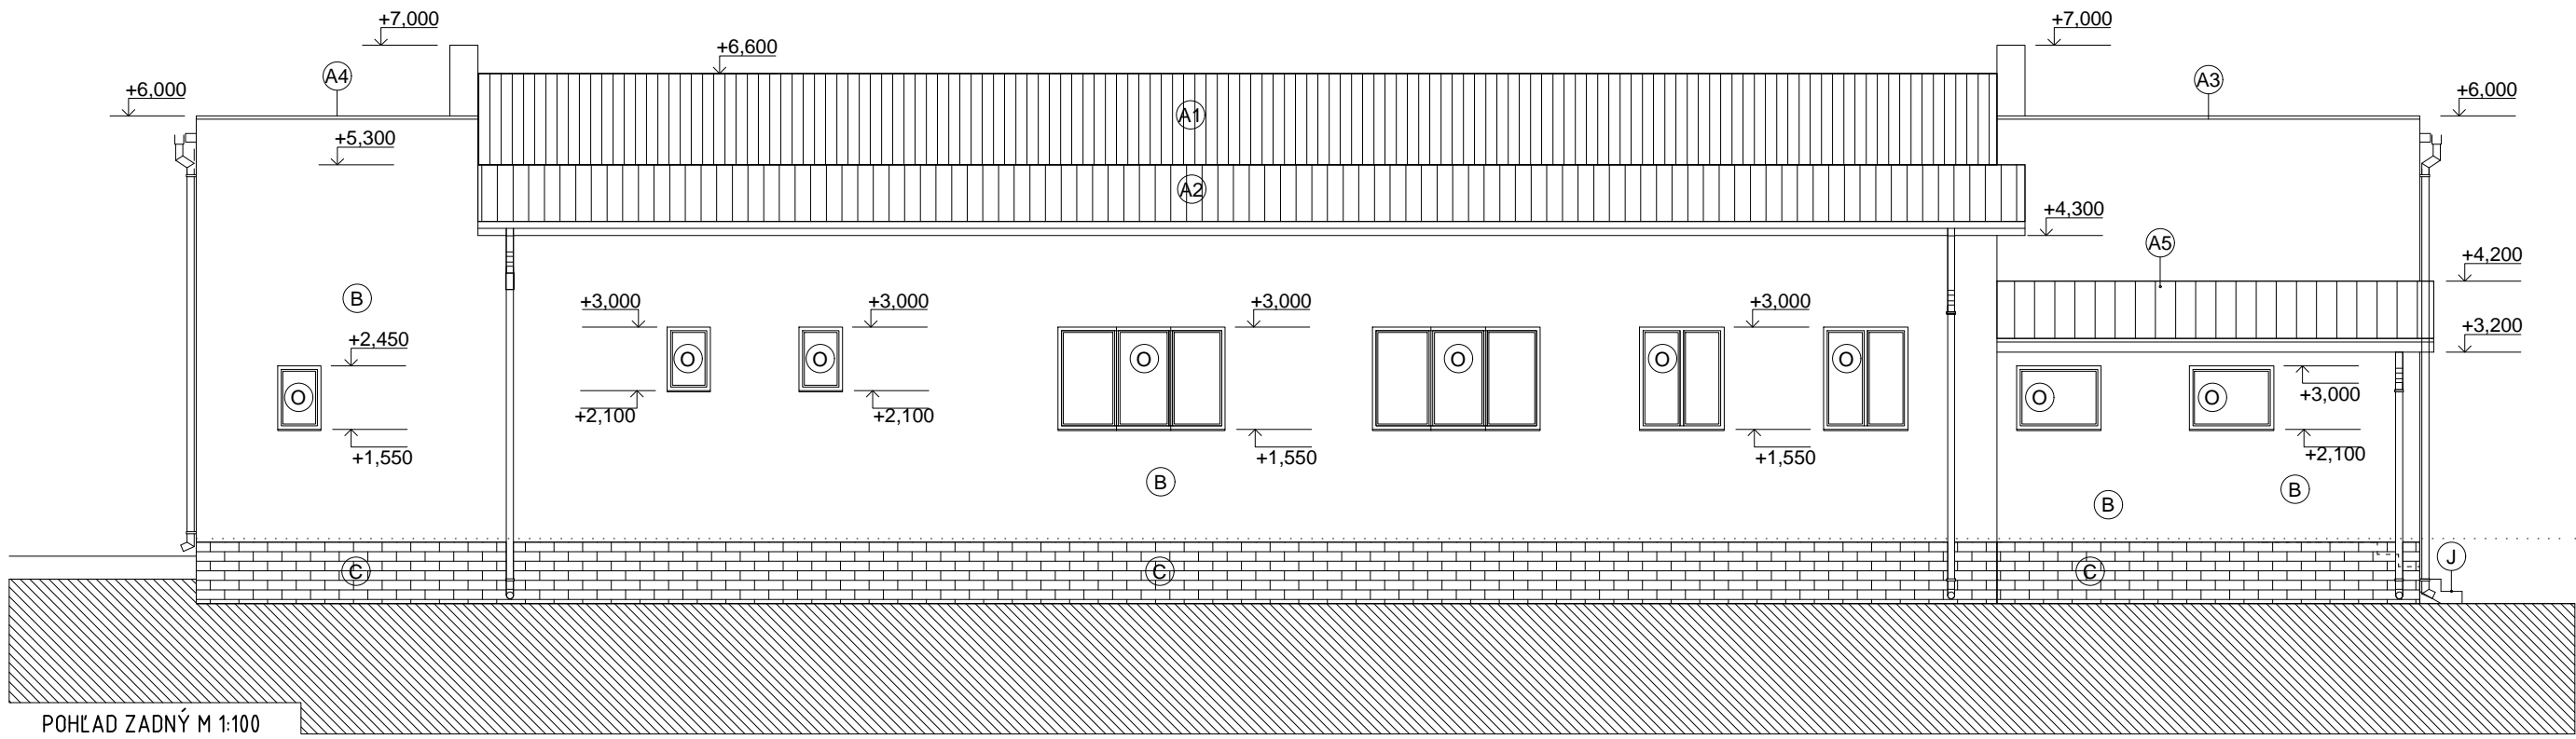 +7,000
+7,000
+6,600
A4
A3
+6,000
+6,000
A1
+5,300
A2
+4,300
A5
+4,200
B
+3,000
+3,000
+3,000
+3,000
+3,200
+2,450
O
O
O
O
O
O
O
O
O
+3,000
+2,100
+2,100
+1,550
+1,550
+1,550
+2,100
B
B
B
J
C
C
C
POHĽAD ZADNÝ M 1:100